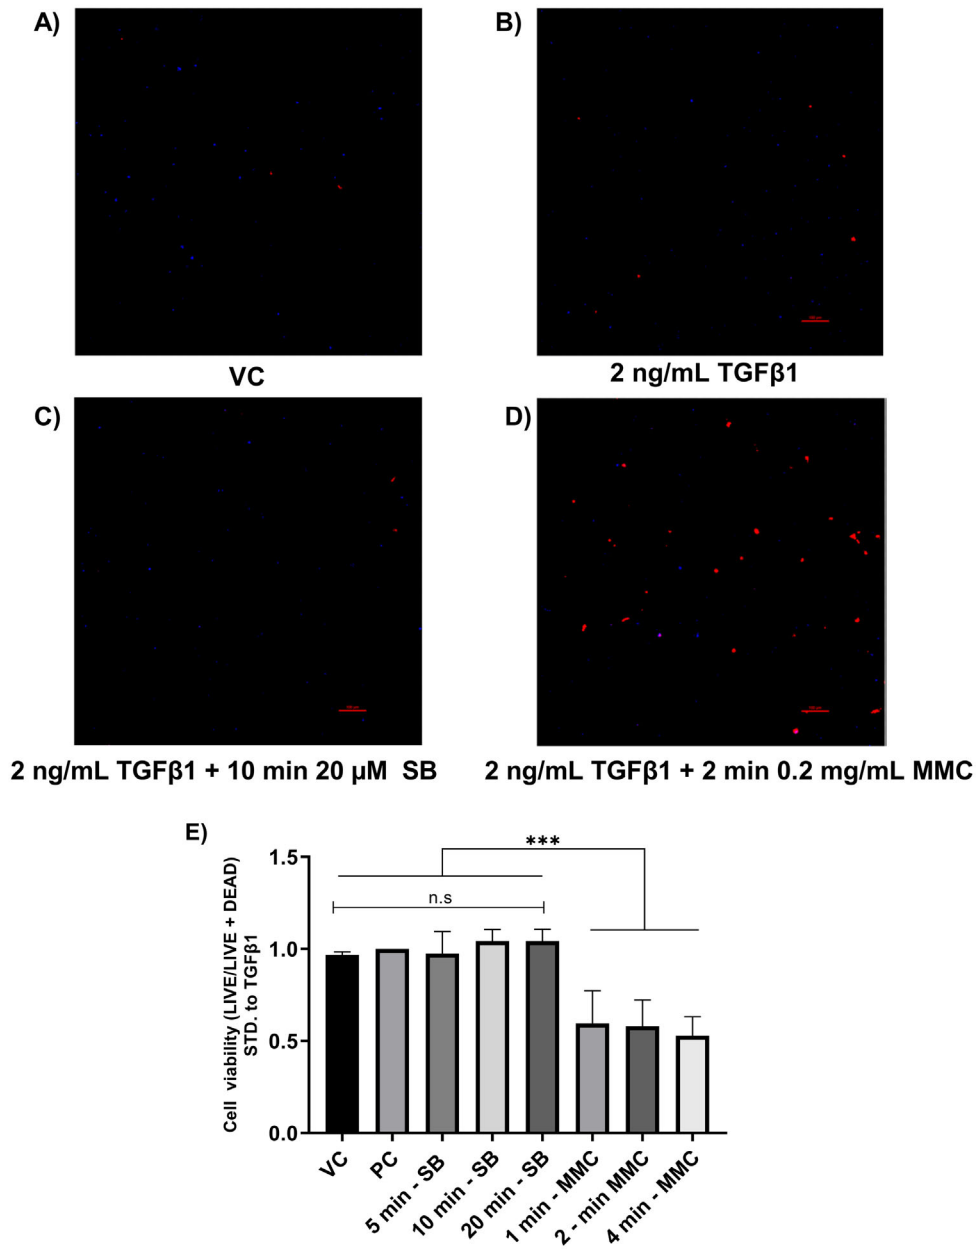 A)
B)
VC
2 ng/mL TGFβ1
C)
D)
2 ng/mL TGFβ1 + 10 min 20 µM SB
2 ng/mL TGFβ1 + 2 min 0.2 mg/mL MMC
E)
Cell viability (LIVE/LIVE + DEAD)
STD. to TGFβ1
***
n.s
1.5
1.0
0.5
0.0
VC
PC
5 min - SB
10 min - SB
20 min - SB
1 min - MMC
2 - min MMC
4 min - MMC